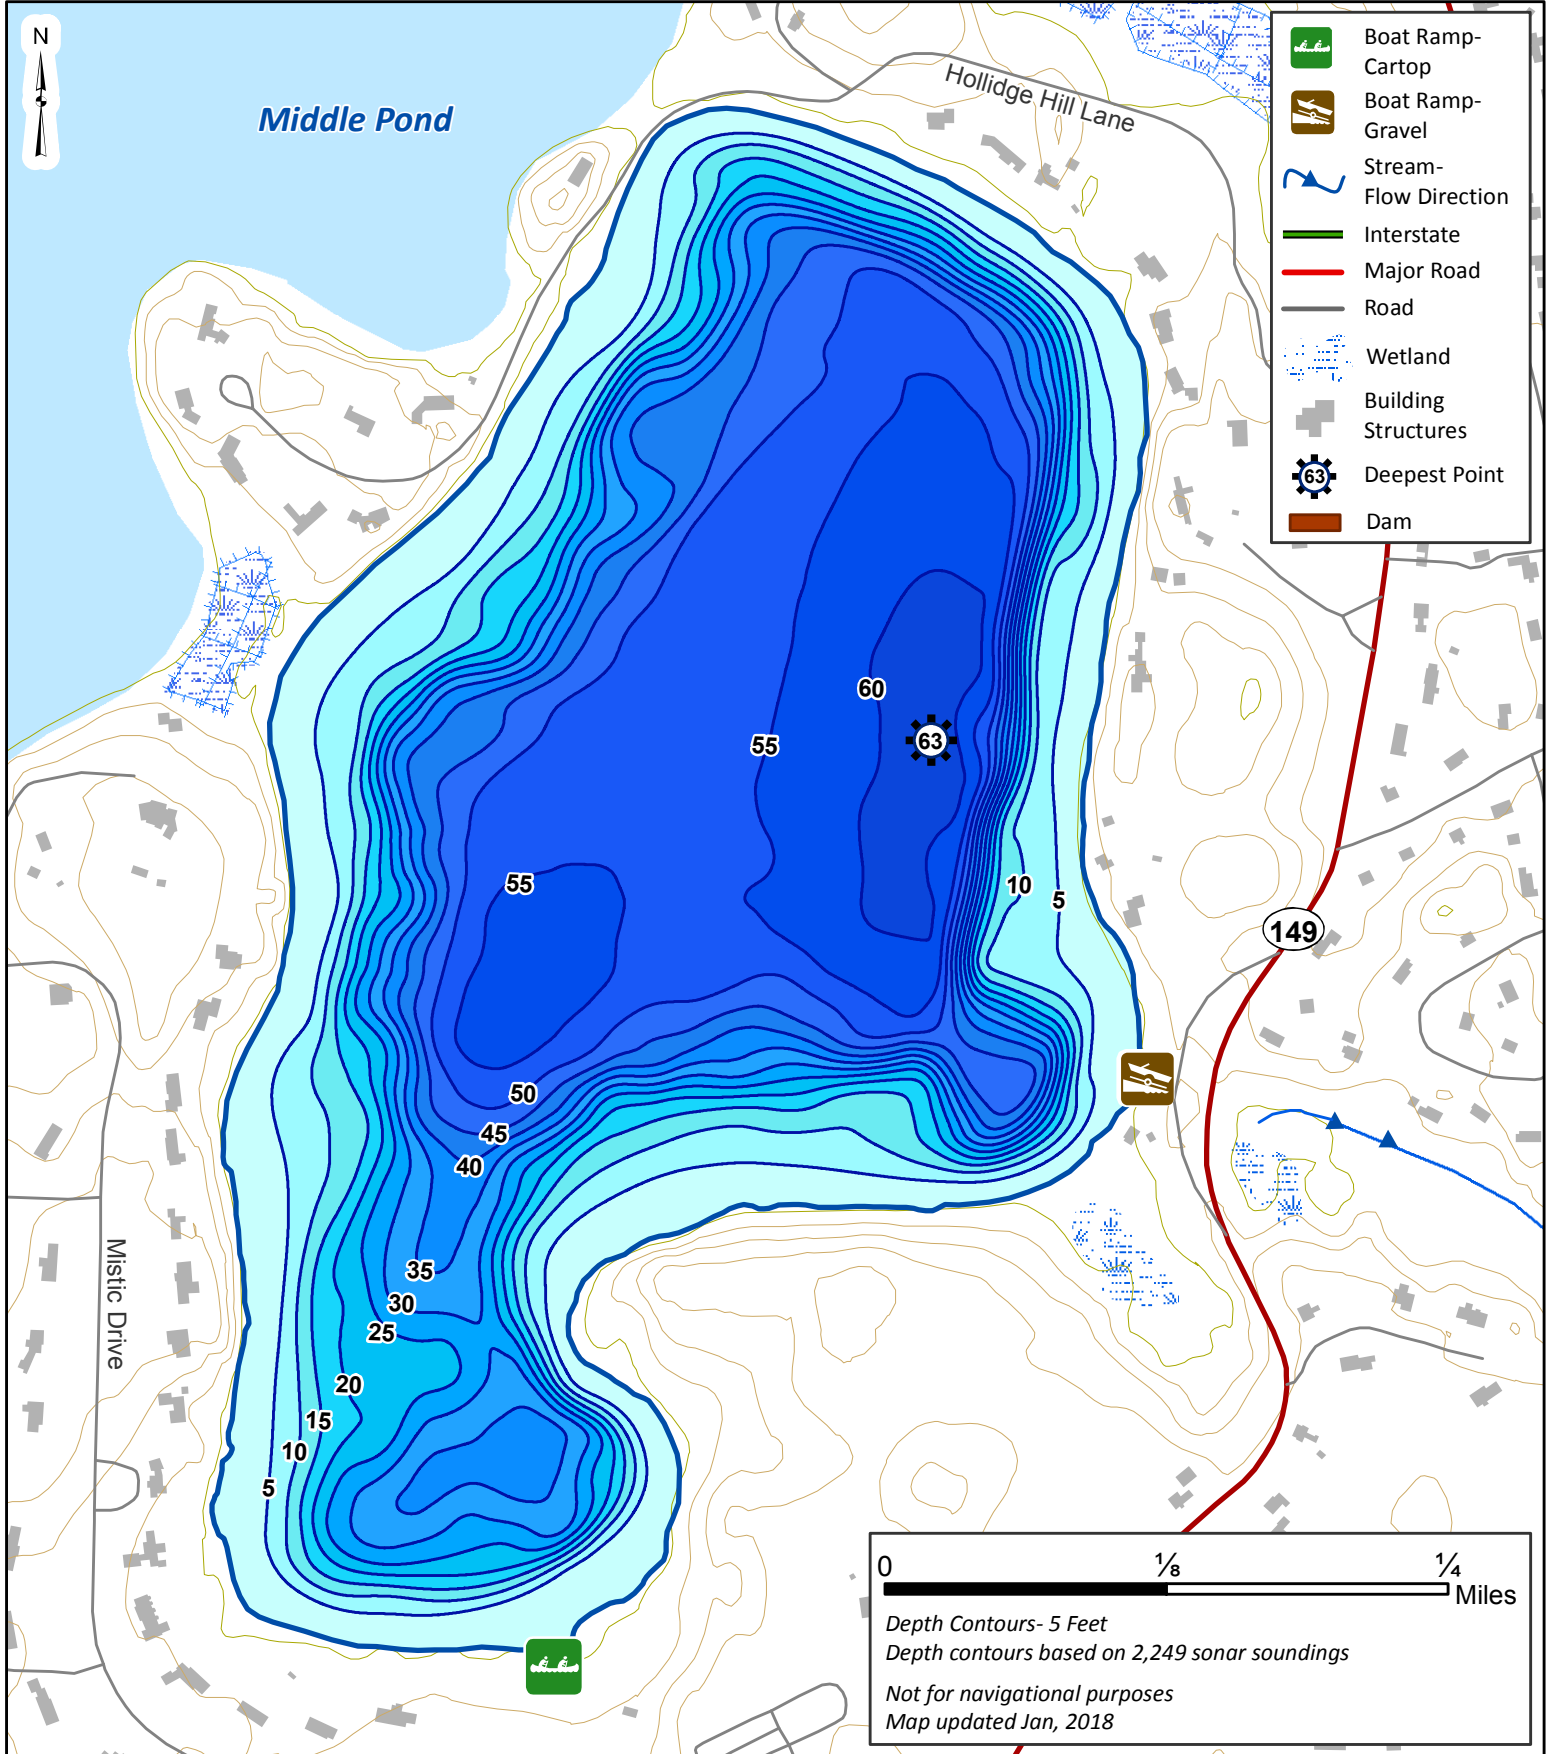 N
Middle Pond
Hollidge Hill Lane
Boat Ramp-
Cartop
Boat Ramp-
Gravel
Stream-
Flow Direction
Interstate
Major Road
Road
Wetland
Building
Structures
63
Deepest Point
Dam
60
63
55
55
10
5
149
50
45
40
35
30
25
20
15
10
5
Mistic Drive
0
⅛
¼
Miles
Depth Contours- 5 Feet
Depth contours based on 2,249 sonar soundings
Not for navigational purposes
Map updated Jan, 2018